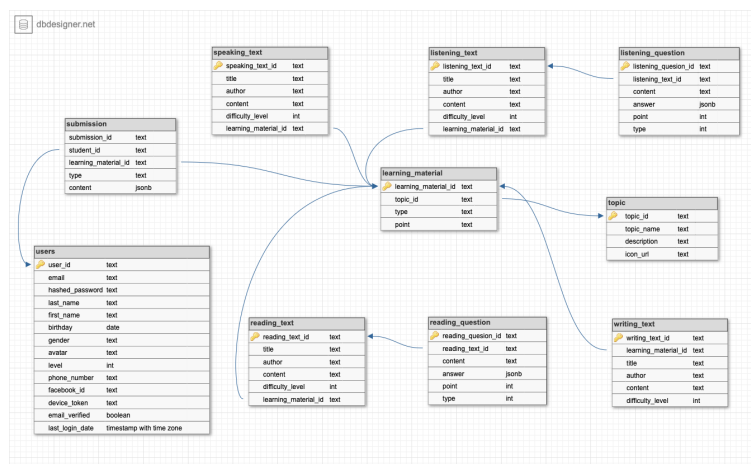 dbdesigner.net
speaking_text
speaking_text_id text
title text
author text
content text
difficulty_level int
learning_material_id text
listening_text
listening_text_id text
title text
author text
content text
difficulty_level int
learning_material_id text
listening_question
listening_quesion_id text
listening_text_id text
content text
answer jsonb
point int
type int
submission
submission_id text
student_id text
learning_material_id text
type text
content jsonb
learning_material
learning_material_id text
topic_id text
type text
point text
topic
topic_id text
topic_name text
description text
icon_url text
users
user_id text
email text
hashed_password text
last_name text
first_name text
birthday date
gender text
avatar text
level int
phone_number text
facebook_id text
device_token text
email_verified boolean
last_login_date timestamp with time zone
reading_text
reading_text_id text
title text
author text
content text
difficulty_level int
learning_material_id text
reading_question
reading_quesion_id text
reading_text_id text
content text
answer jsonb
point int
type int
writing_text
writing_text_id text
learning_material_id text
title text
author text
content text
difficulty_level int